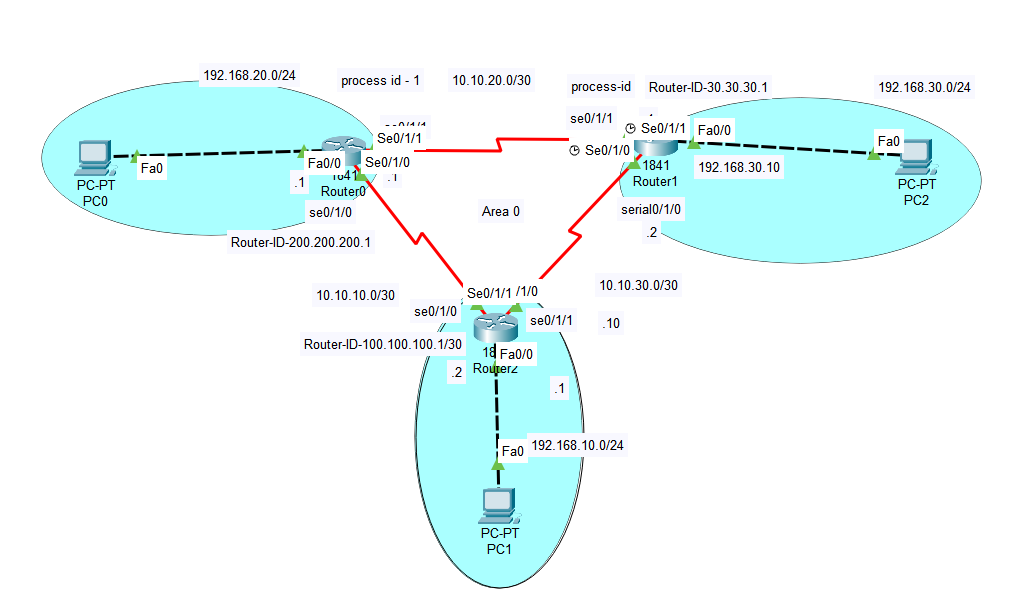 192.168.20.0/24
process id - 1
10.10.20.0/30
process-id
Router-ID-30.30.30.1
192.168.30.0/24
se0/1/1
se0/1/1
Se0/1/1
Se0/1/1
Fa0/0
Se0/1/0
Fa0
Fa0
Fa0/0
Se0/1/0
192.168.30.10
1841
Router1
PC-PT
PC0
.1
.1
1841
Router0
PC-PT
PC2
se0/1/0
Area 0
serial0/1/0
.2
Router-ID-200.200.200.1
10.10.30.0/30
10.10.10.0/30
Se0/1/1
/1/0
se0/1/0
se0/1/1
.10
Router-ID-100.100.100.1/30
18
Fa0/0
Router2
.2
.1
Fa0
192.168.10.0/24
PC-PT
PC1